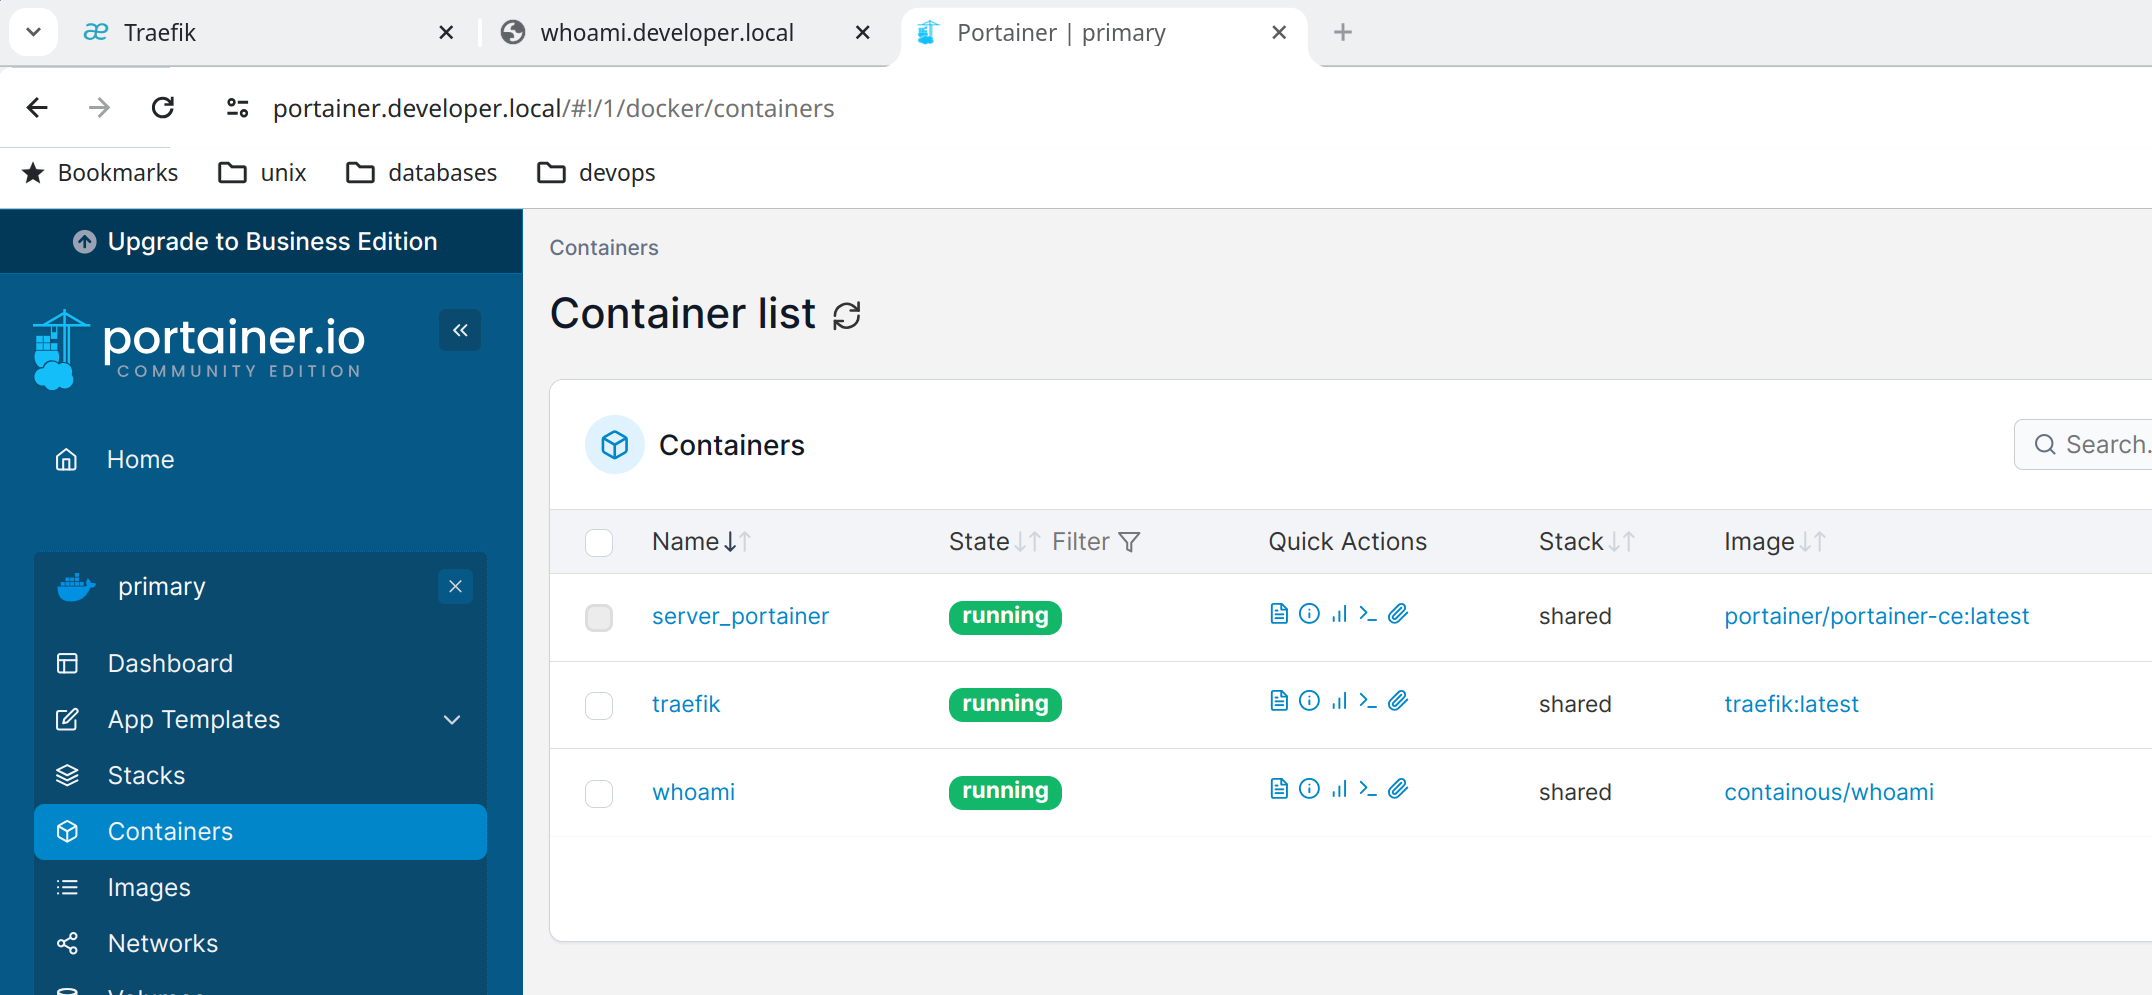 Traefik
whoami.developer.local
Portainer | primary
portainer.developer.local/#!/1/docker/containers
Bookmarks
unix
databases
devops
Upgrade to Business Edition
portainer.io
COMMUNITY EDITION
Home
primary
Dashboard
App Templates
Stacks
Containers
Images
Networks
Containers
Container list
Containers
Search.
Name State Filter Quick Actions Stack Image
server_portainer running shared portainer/portainer-ce:latest
traefik running shared traefik:latest
whoami running shared containous/whoami